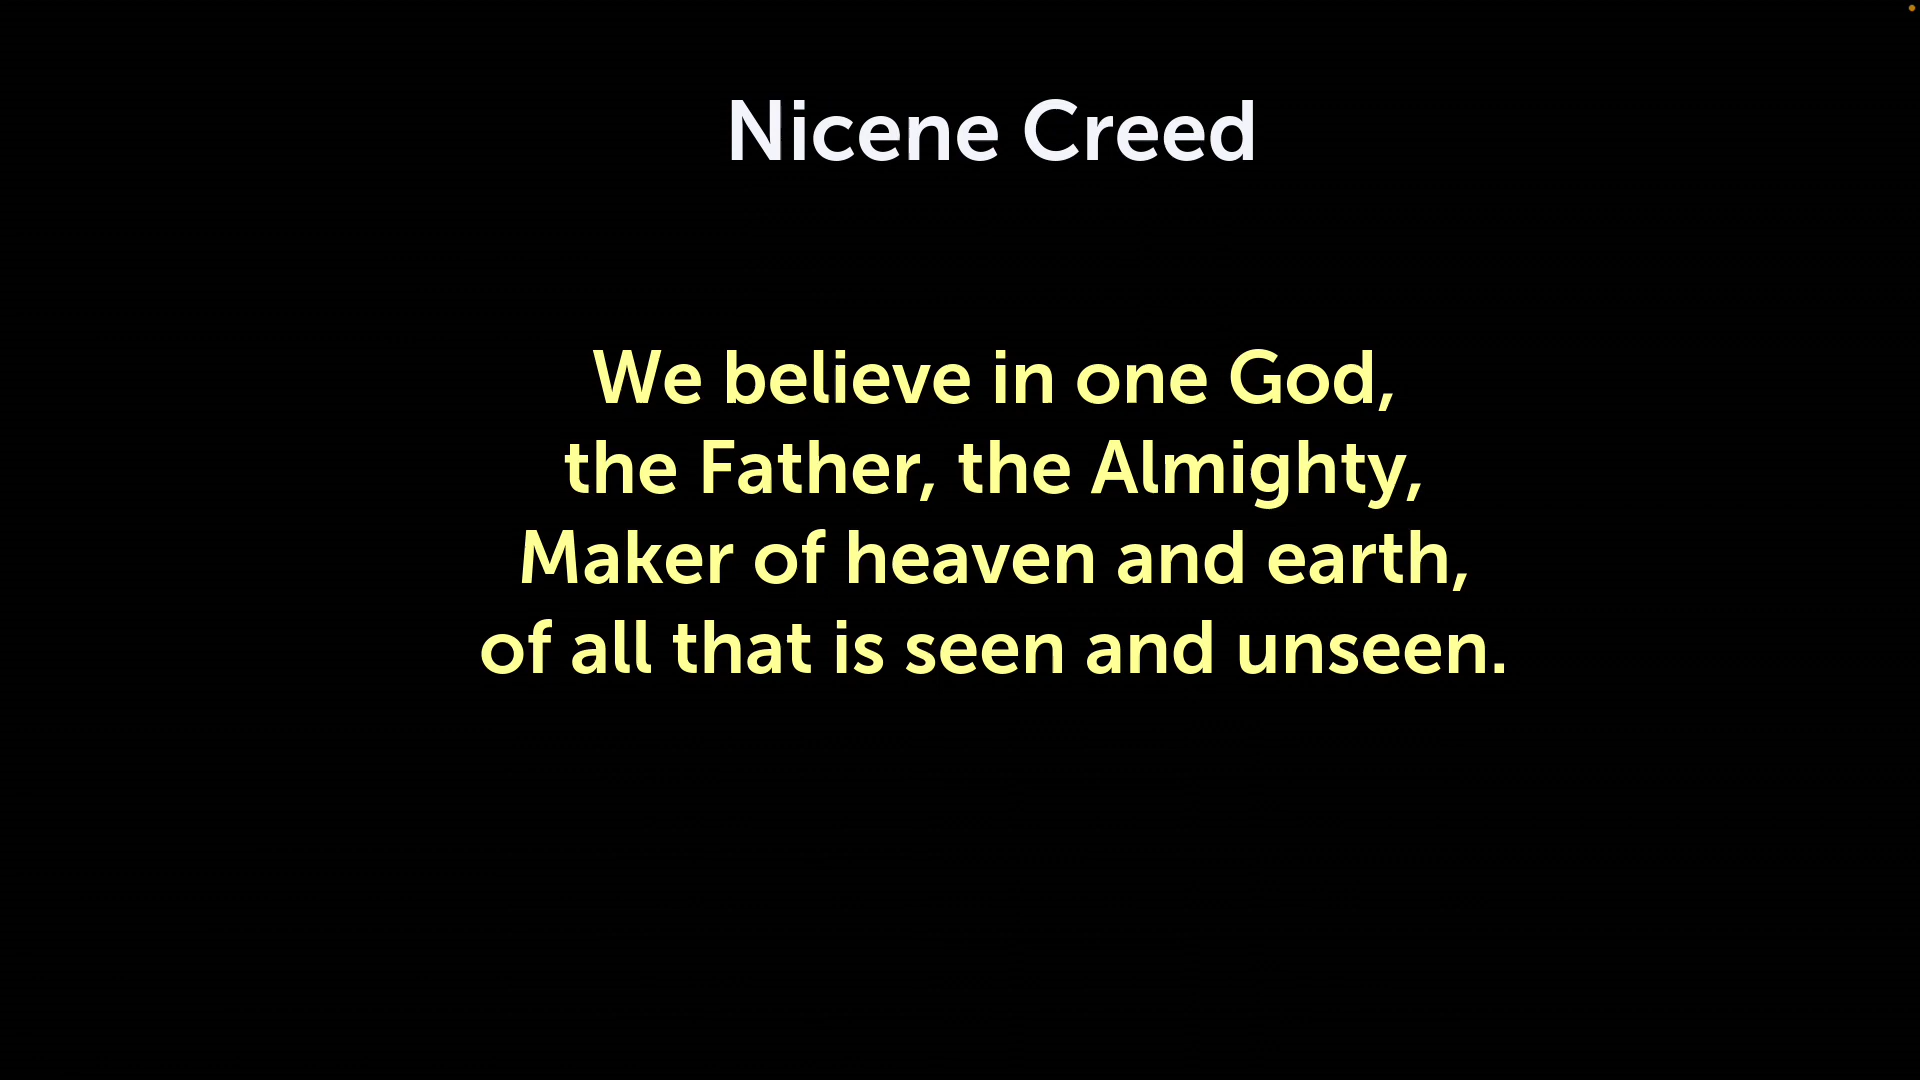 Nicene Creed
We believe in one God,
the Father, the Almighty,
Maker of heaven and earth,
of all that is seen and unseen.